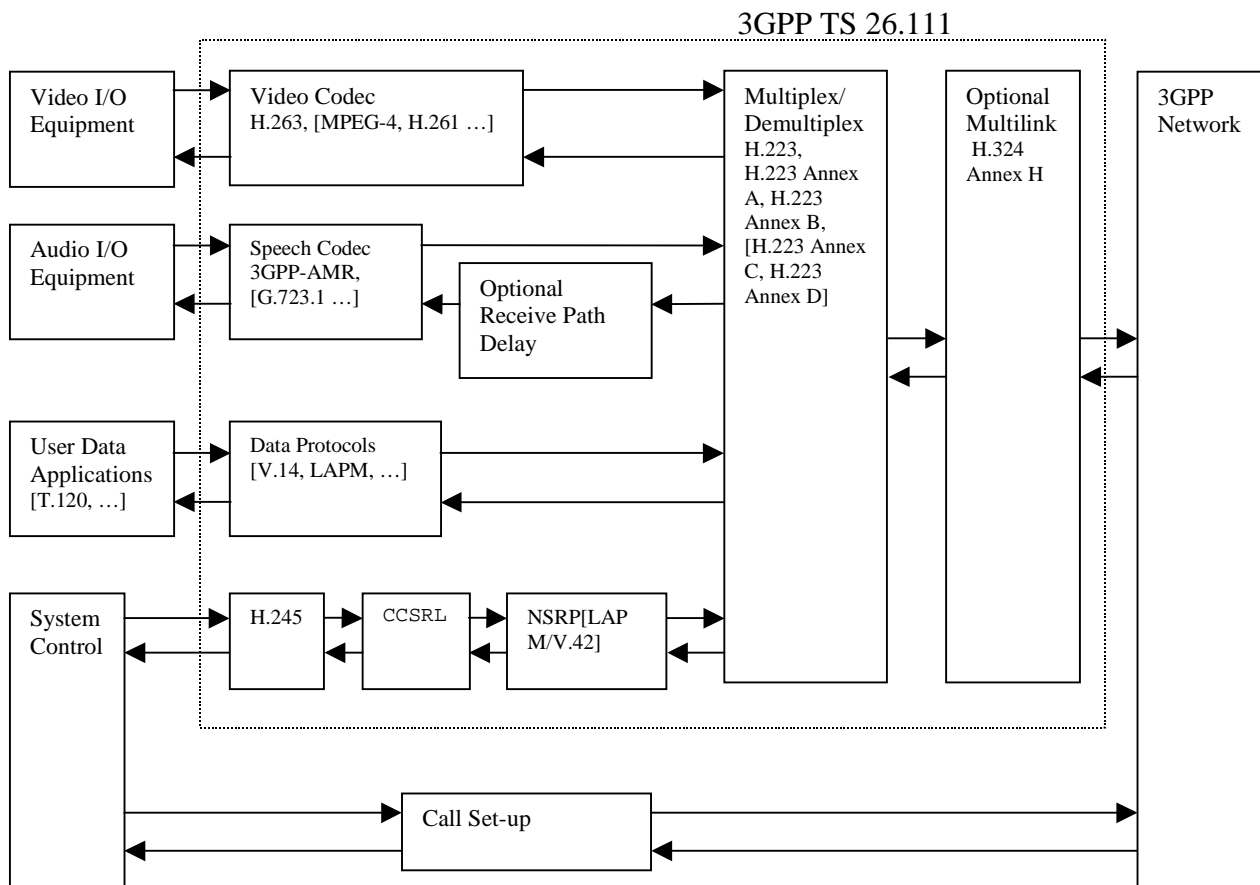 3GPP TS 26.111
Video I/O
Equipment
Video Codec
H.263, [MPEG-4, H.261 …]
Multiplex/
Demultiplex
H.223,
H.223 Annex
A, H.223
Annex B,
[H.223 Annex
C, H.223
Annex D]
Optional
Multilink
H.324
Annex H
3GPP
Network
Audio I/O
Equipment
Speech Codec
3GPP-AMR,
[G.723.1 …]
Optional
Receive Path
Delay
User Data
Applications
[T.120, …]
Data Protocols
[V.14, LAPM, …]
System
Control
H.245
CCSRL
NSRP[LAP
M/V.42]
Call Set-up